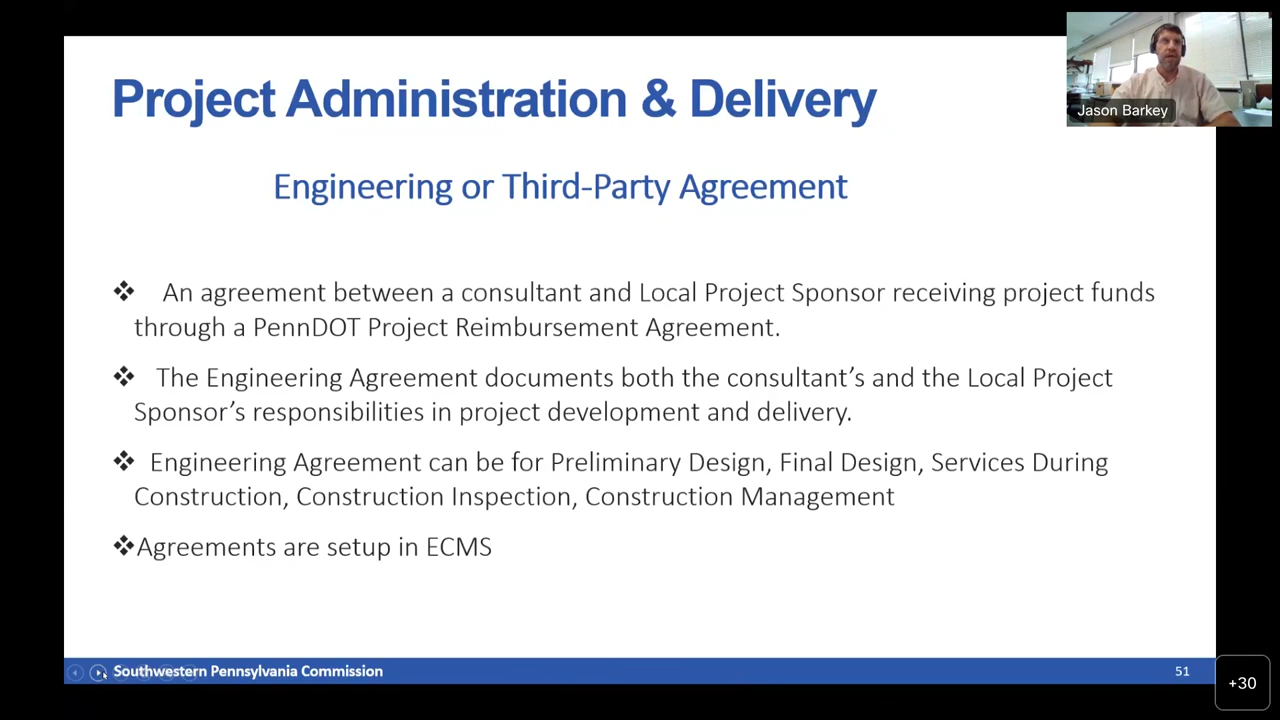 Project Administration & Delivery
Jason Barkey
Engineering or Third-Party Agreement
❖ An agreement between a consultant and Local Project Sponsor receiving project funds
through a PennDOT Project Reimbursement Agreement.
❖ The Engineering Agreement documents both the consultant’s and the Local Project
Sponsor’s responsibilities in project development and delivery.
❖ Engineering Agreement can be for Preliminary Design, Final Design, Services During
Construction, Construction Inspection, Construction Management
❖Agreements are setup in ECMS
Southwestern Pennsylvania Commission
51
+30